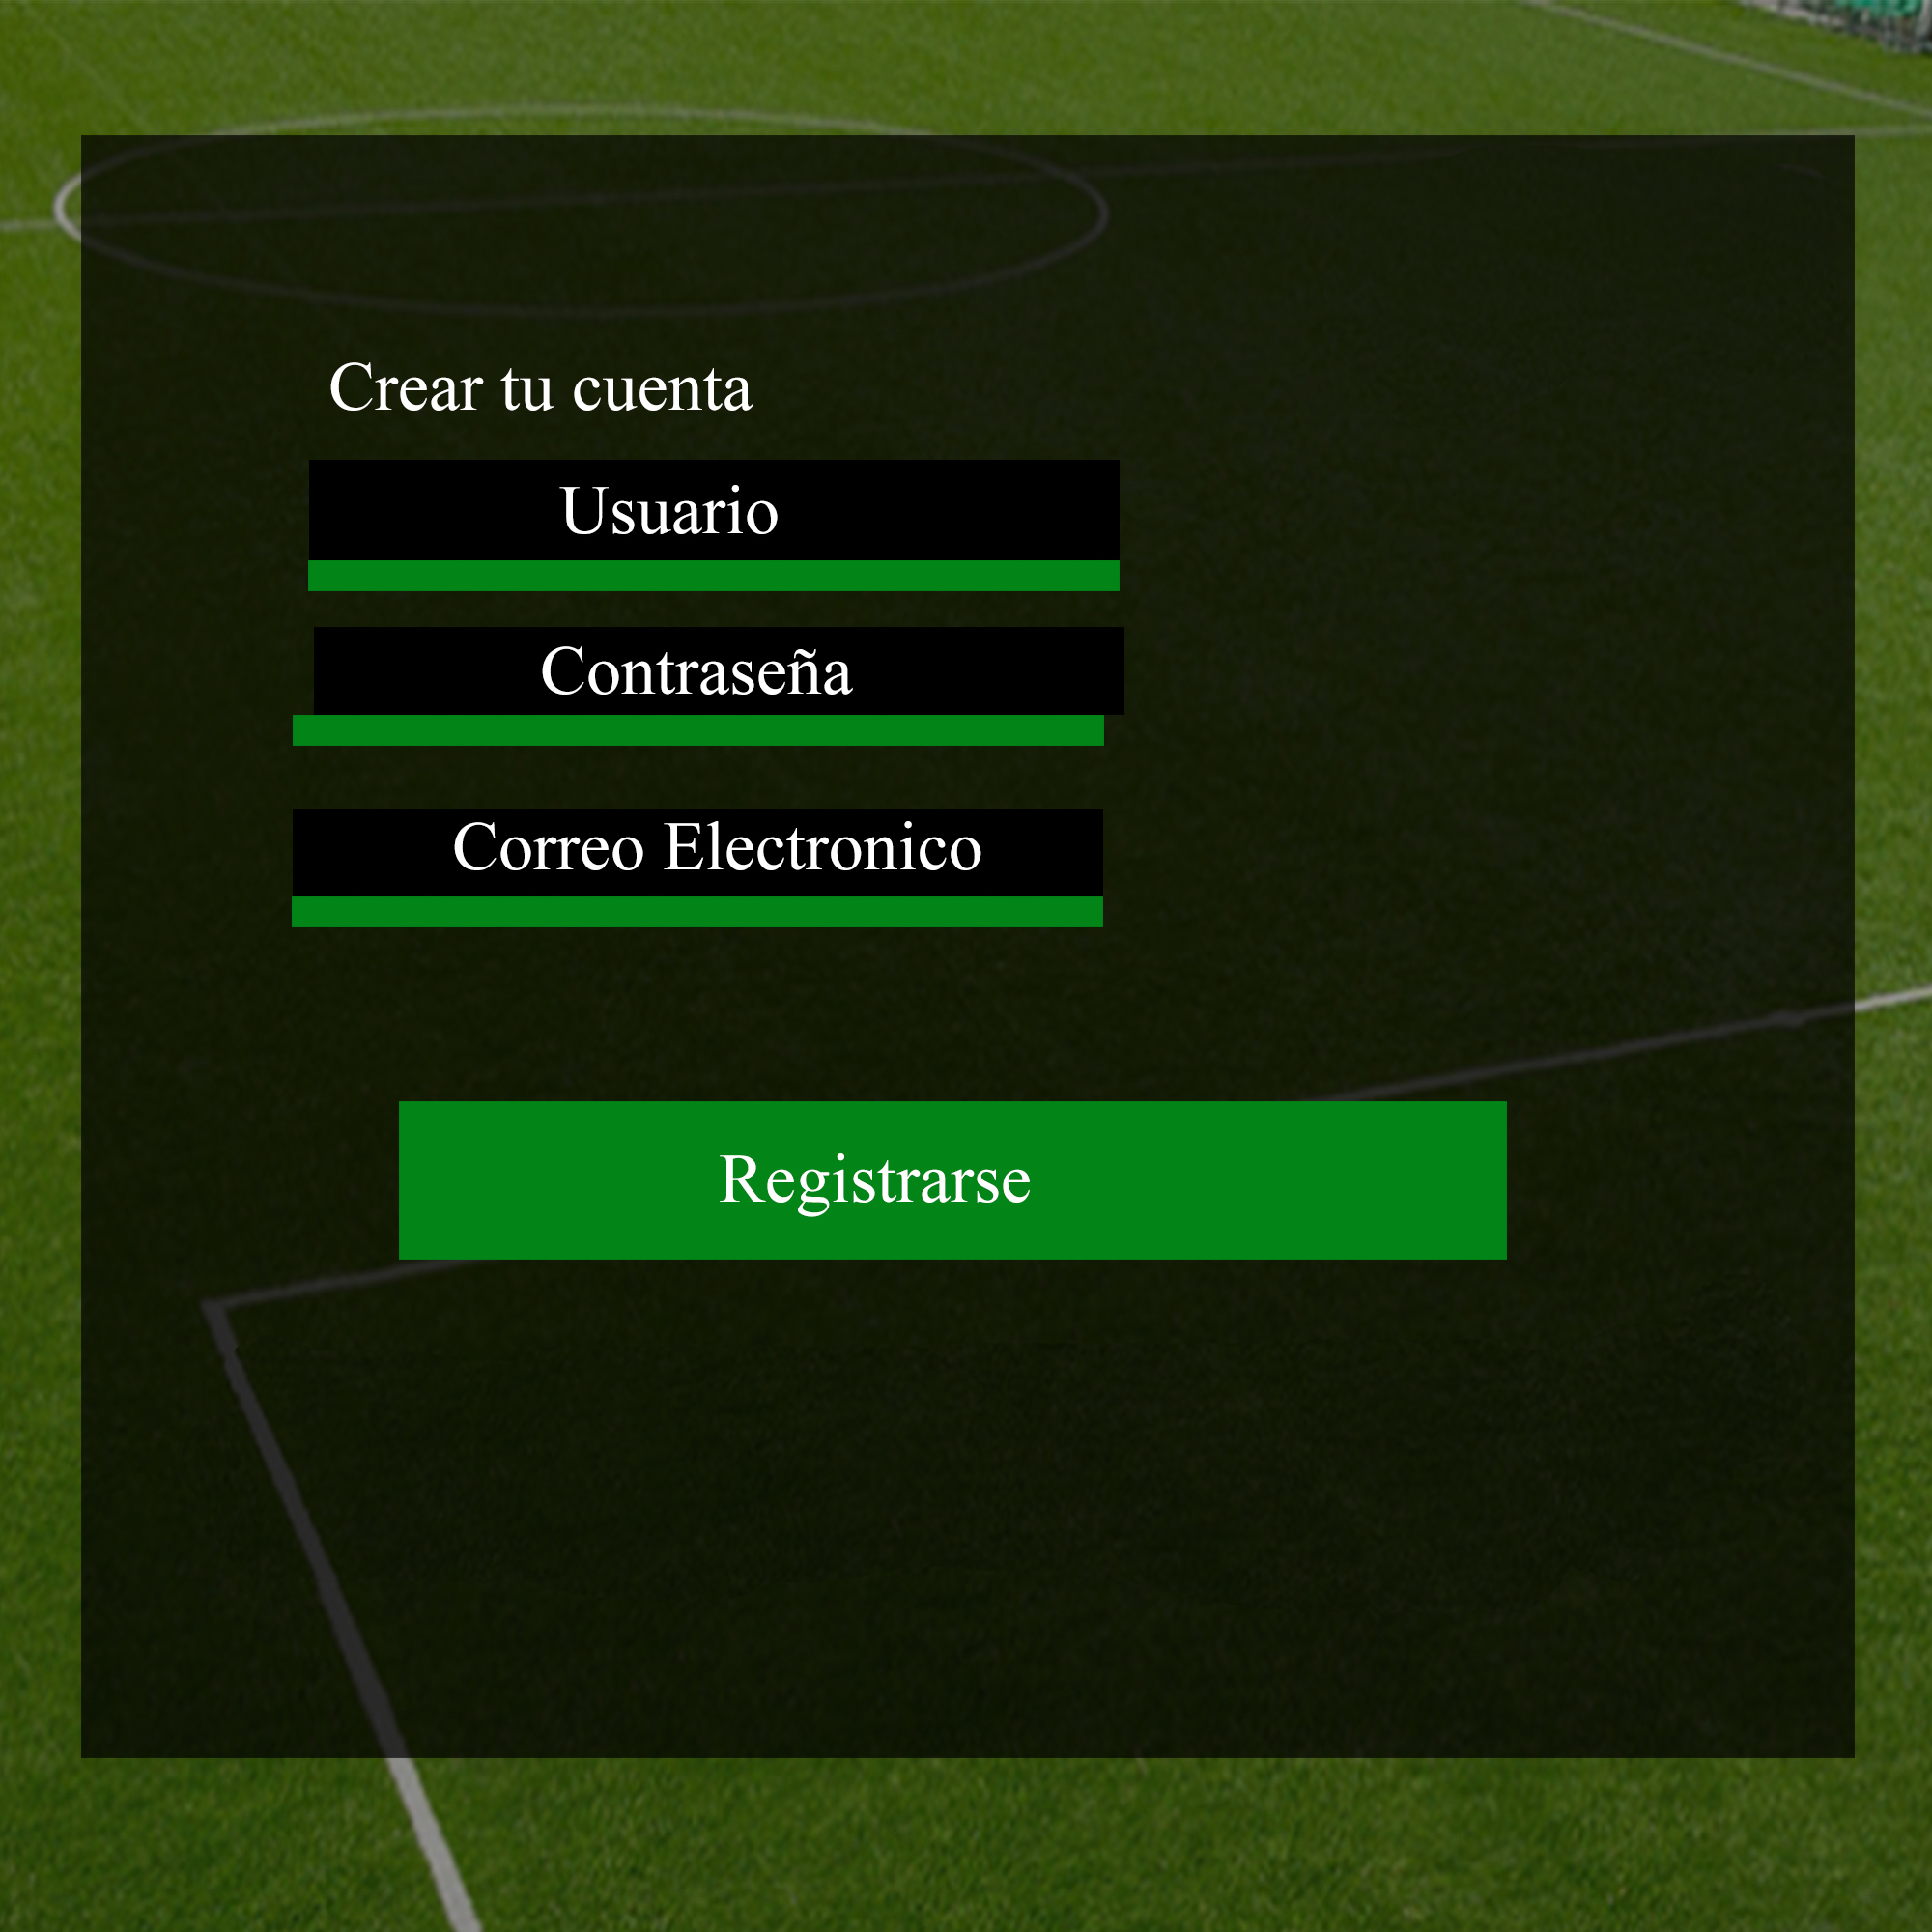 Crear tu cuenta
Usuario
Contraseña
Correo Electronico
Registrarse